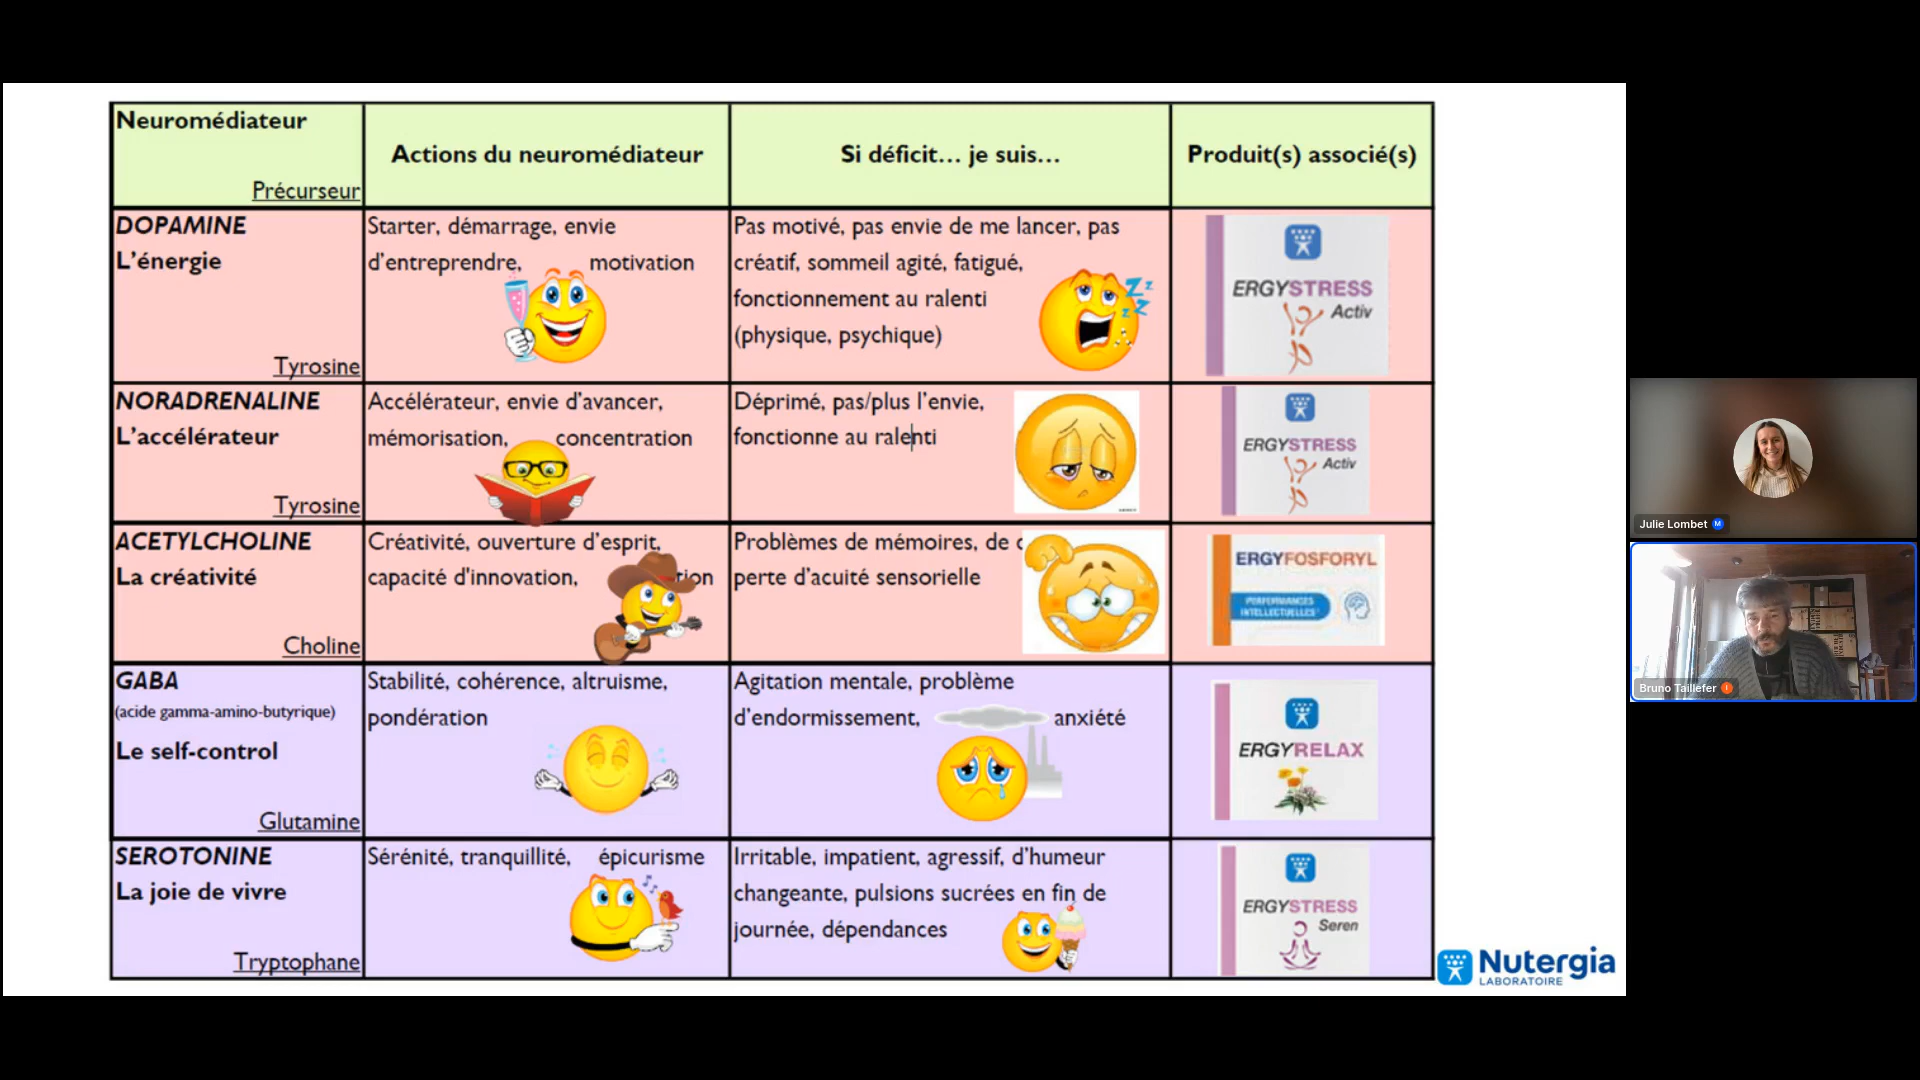 Neuromédiateur
Précurseur
Actions du neuromédiateur
Si déficit… je suis…
Produit(s) associé(s)
DOPAMINE
L’énergie
Tyrosine
Starter, démarrage, envie
d’entreprendre, motivation
Pas motivé, pas envie de me lancer, pas
créatif, sommeil agité, fatigué,
fonctionnement au ralenti
(physique, psychique)
ERGYSTRESS
Activ
NORADRENALINE
L’accélérateur
Tyrosine
Accélérateur, envie d’avancer,
mémorisation, concentration
Déprimé, pas/plus l’envie,
fonctionne au ralenti
ERGYSTRESS
Activ
ACETYLCHOLINE
La créativité
Choline
Créativité, ouverture d’esprit,
capacité d'innovation,
Problèmes de mémoires, de
perte d’acuité sensorielle
ERGYFOSFORYL
PERFORMANCES
INTELLECTUELLES
GABA
(acide gamma-amino-butyrique)
Le self-control
Glutamine
Stabilité, cohérence, altruisme,
pondération
Agitation mentale, problème
d’endormissement, anxiété
ERGYRELAX
SEROTONINE
La joie de vivre
Tryptophane
Sérénité, tranquillité, épicurisme
Irritable, impatient, agressif, d’humeur
changeante, pulsions sucrées en fin de
journée, dépendances
ERGYSTRESS
Seren
Nutergia
LABORATOIRE
Julie Lombet M
Bruno Taillefer